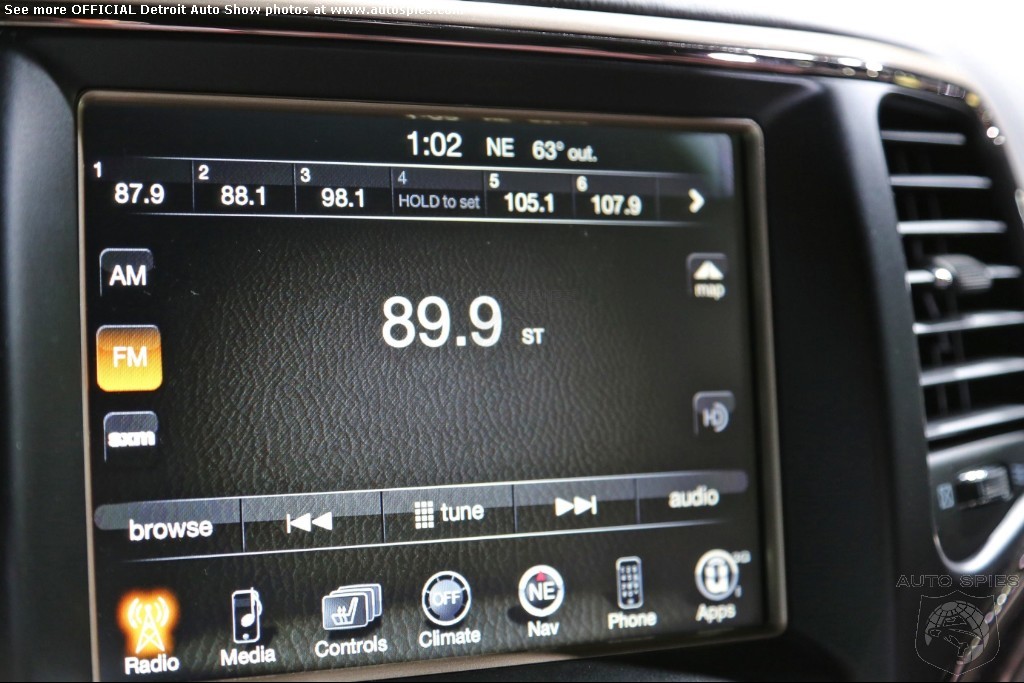 See more OFFICIAL Detroit Auto Show photos at www.autospies.com
1:02 NE 63° out.
1 2 3 4 5 6
87.9 88.1 98.1 HOLD to set 105.1 107.9
AM
map
89.9 ST
FM
HD
sxm
browse tune audio
OFF NE
Radio Media Controls Climate Nav Phone Apps
AUTO SPIES